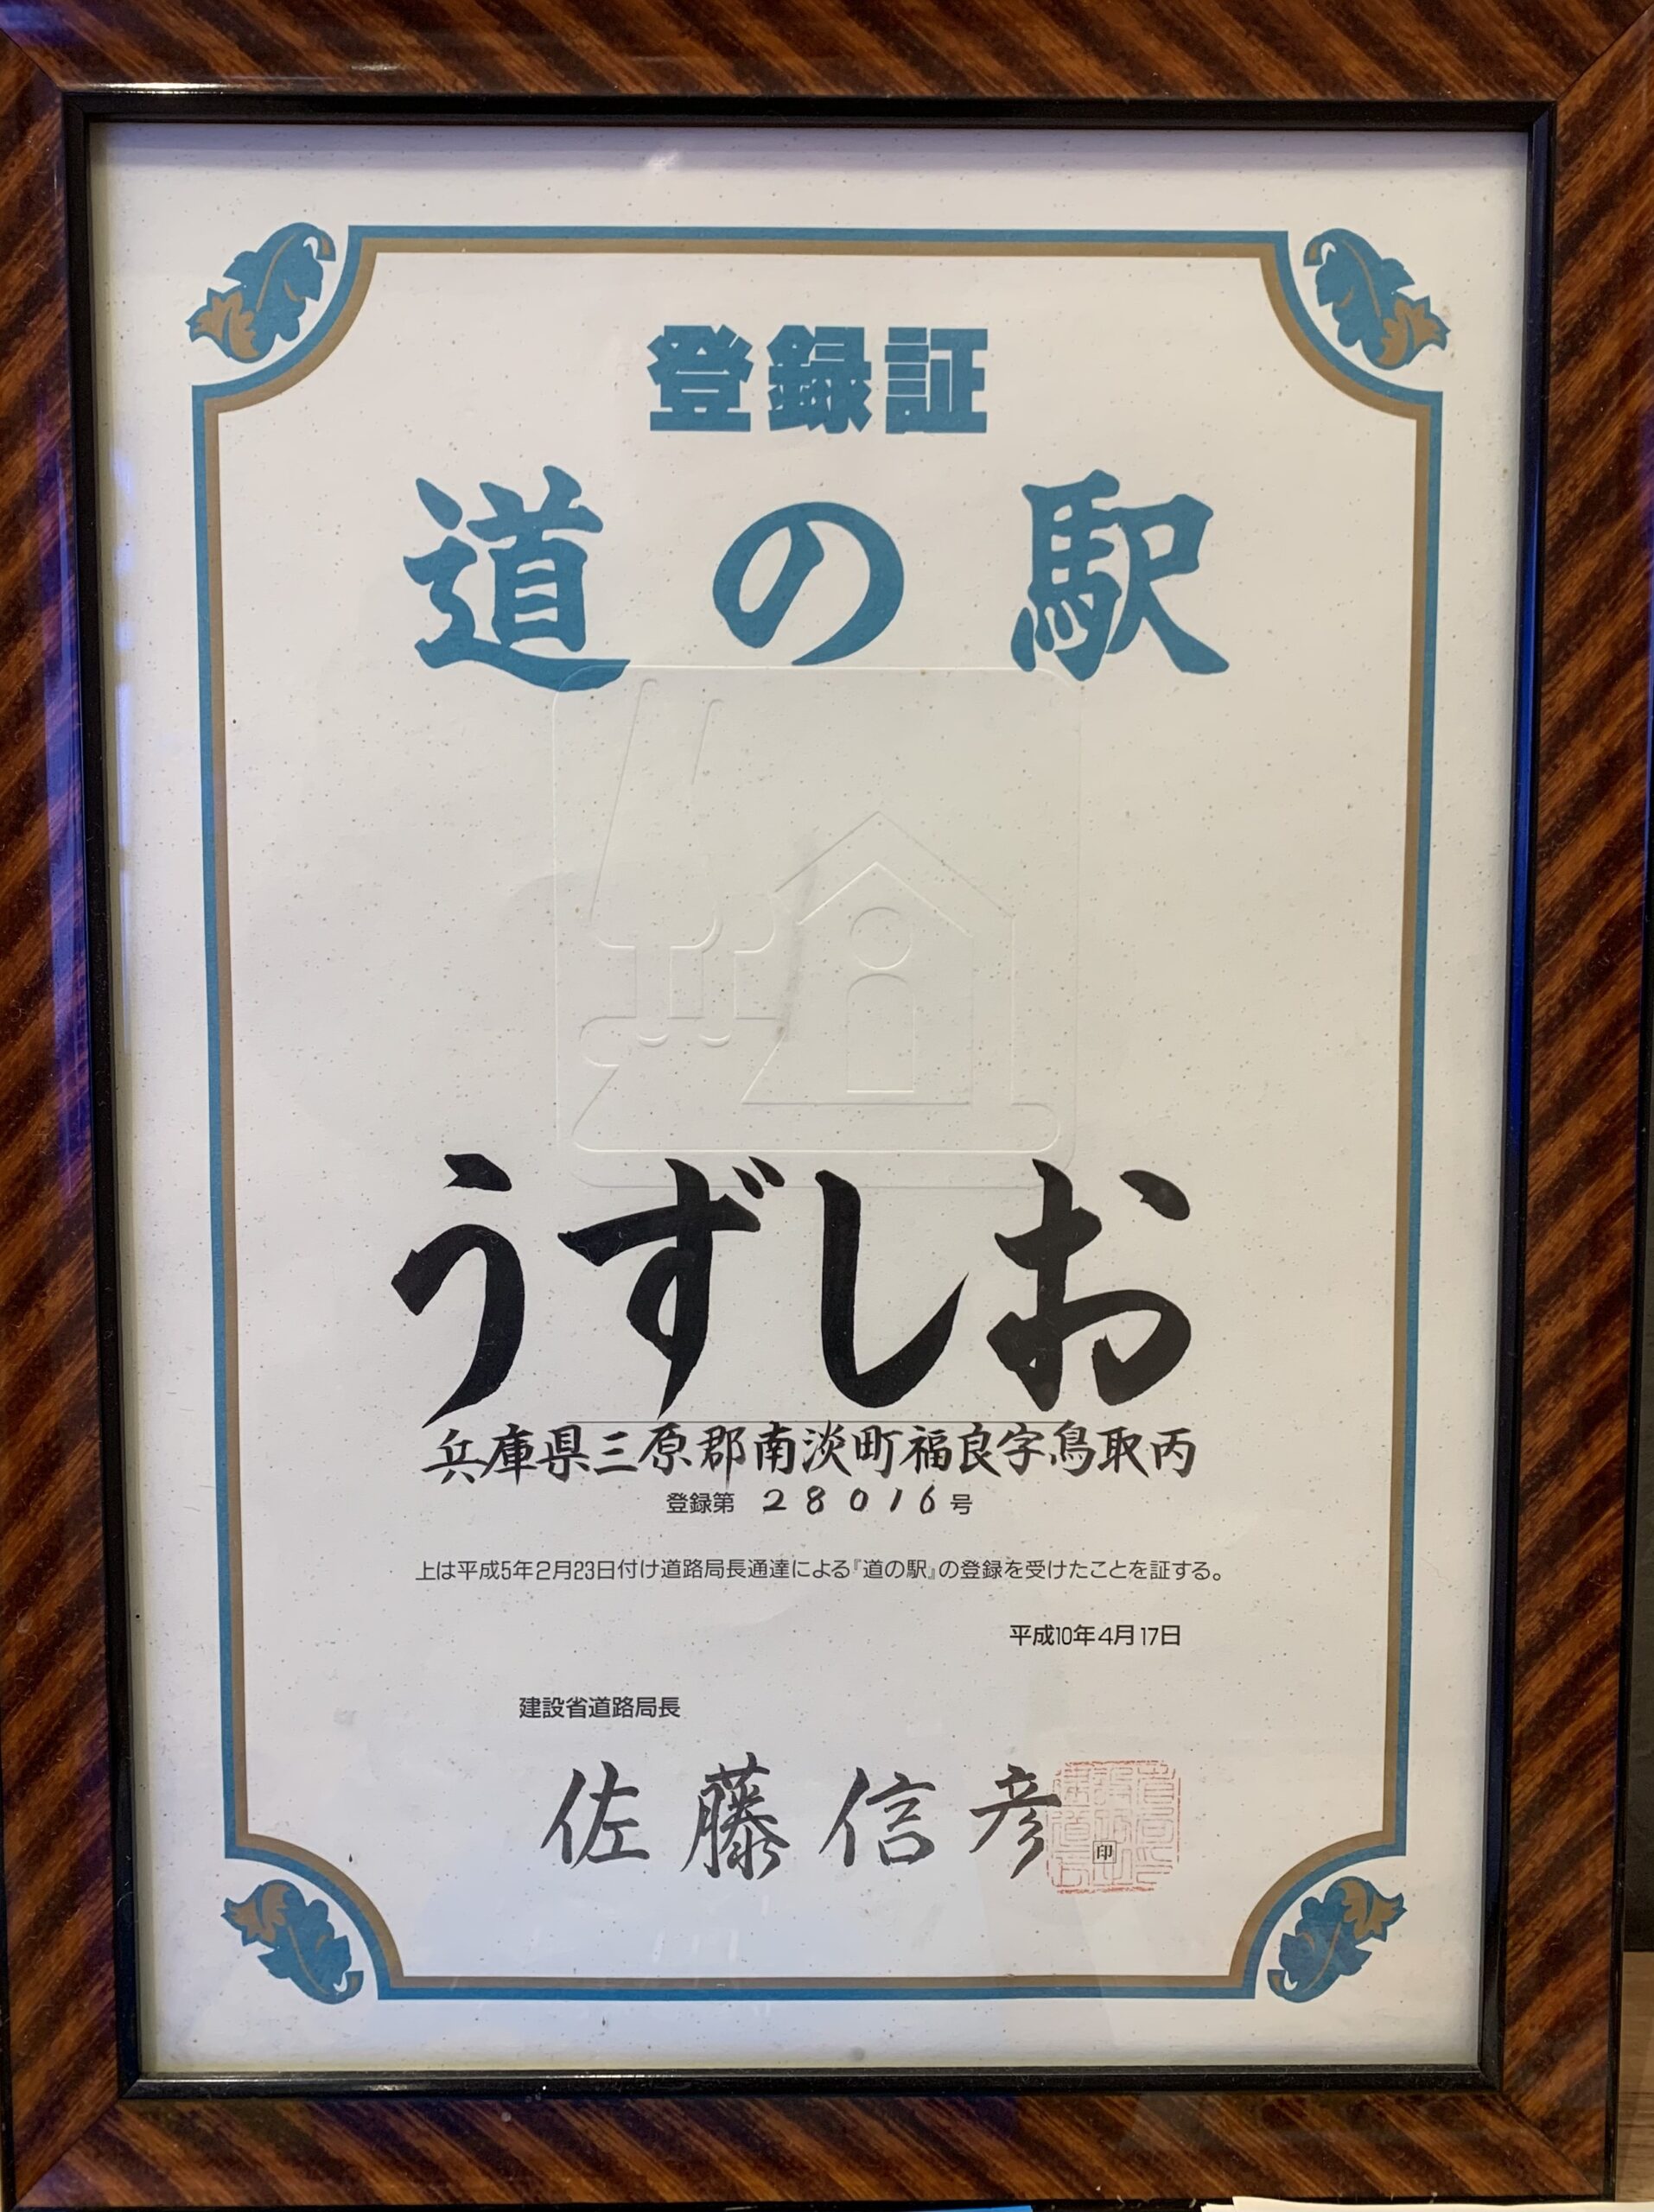 登録証
道の駅
うずしお
兵庫県三原郡南淡町福良字鳥取丙
登録第 28016号
上は平成5年2月23日付け道路局長通達による『道の駅』の登録を受けたことを証する。
平成10年4月17日
建設省道路局長
佐藤信彦
印